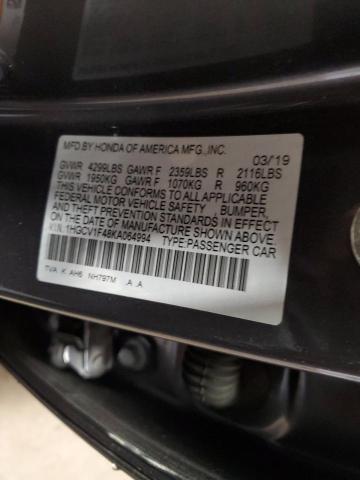 MFD.BY HONDA OF AMERICA MFG.,INC. 03/19
GVWR 4299LBS GAWR F 2359LBS R 2116LBS
GVWR 1950KG GAWR F 1070KG R 960KG
THIS VEHICLE CONFORMS TO ALL APPLICABLE
FEDERAL MOTOR VEHICLE SAFETY, BUMPER,
AND THEFT PREVENTION STANDARDS IN EFFECT
ON THE DATE OF MANUFACTURE SHOWN ABOVE.
V.I.N.:1HGCV1F48KA064994 TYPE:PASSENGER CAR
TVA K AH6 NH797M .A .A